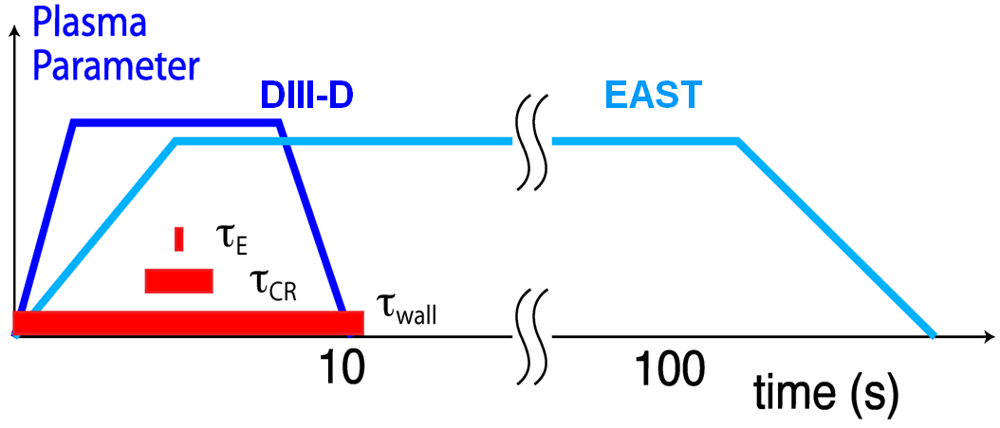 Plasma
Parameter
DIII-D
EAST
τE
τCR
τwall
10
100
time (s)